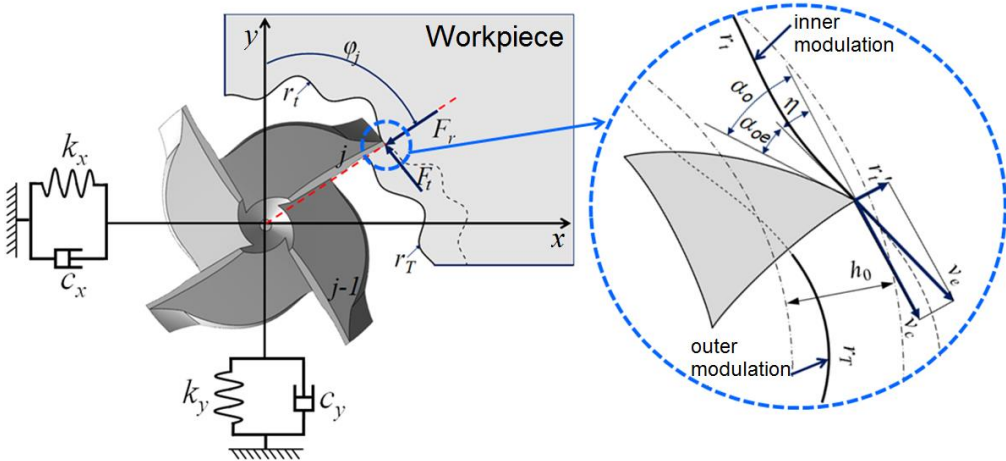 y
Workpiece
φj
rt
Fr
j
Ft
kx
cx
x
rT
j-1
ky
cy
rt
inner
modulation
αo
η
αoe
rt'
h0
ve
vc
outer
modulation
rT